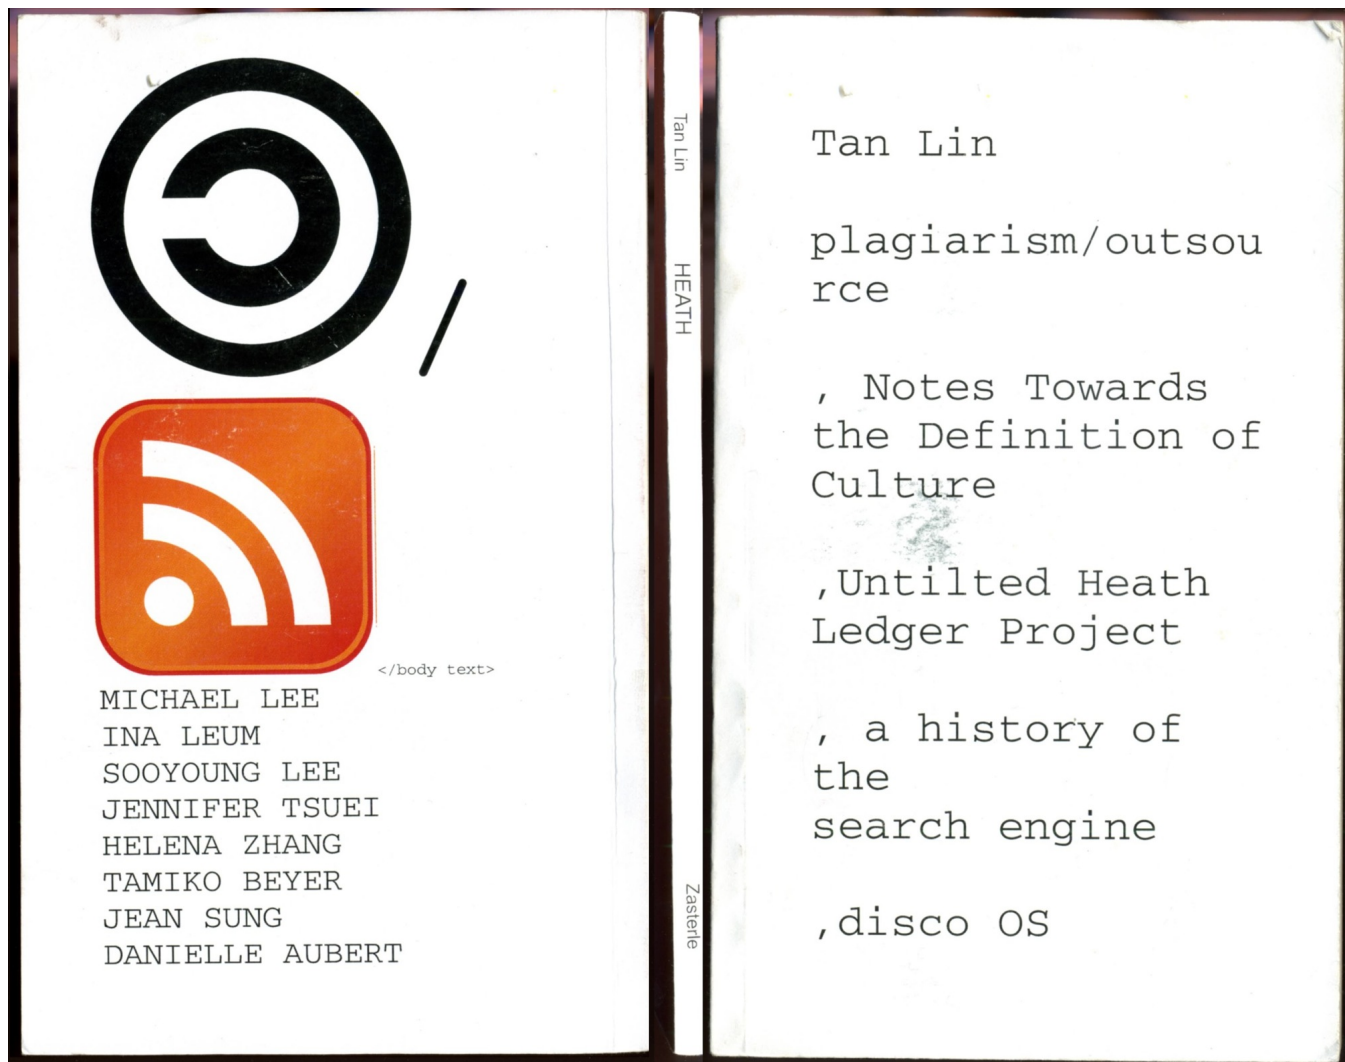 </body text>
MICHAEL LEE
INA LEUM
SOOYOUNG LEE
JENNIFER TSUEI
HELENA ZHANG
TAMIKO BEYER
JEAN SUNG
DANIELLE AUBERT
Tan Lin
HEATH
Zasterle
Tan Lin
plagiarism/outsou
rce
, Notes Towards
the Definition of
Culture
,Untilted Heath
Ledger Project
, a history of
the
search engine
,disco OS